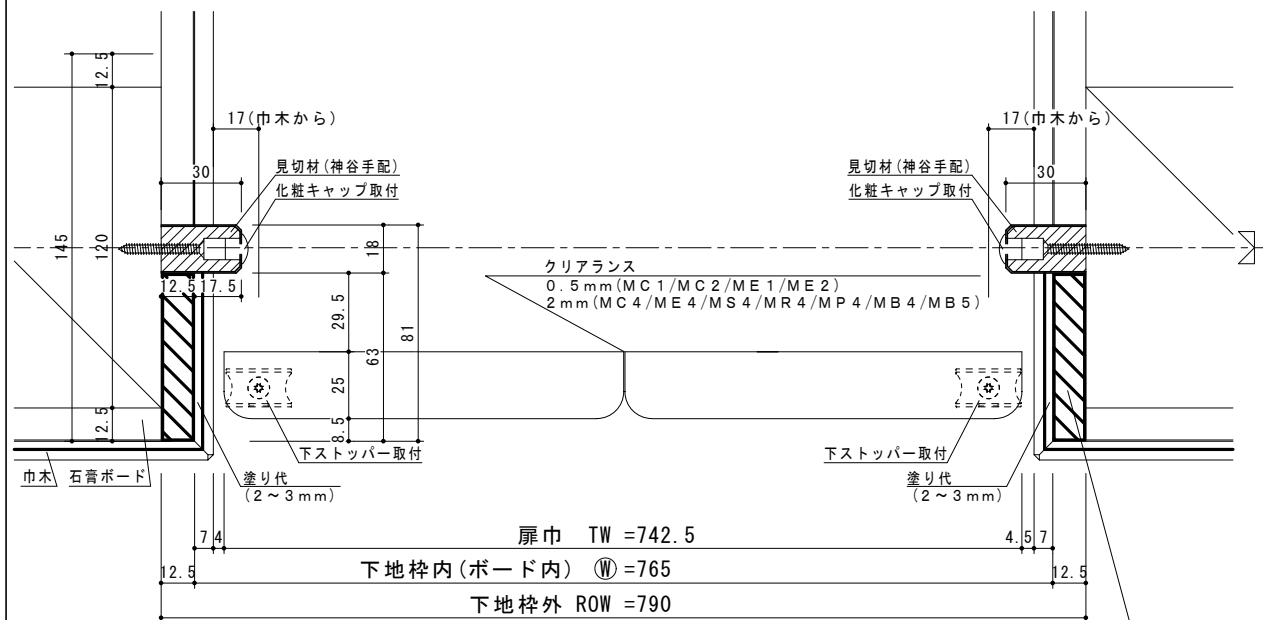 12.5
17(巾木から)
17(巾木から)
30
見切材(神谷手配)
化粧キャップ取付
見切材(神谷手配)
化粧キャップ取付
30
145
120
18
12.5 17.5
クリアランス
0.5mm(MC1/MC2/ME1/ME2)
2mm(MC4/ME4/MS4/MR4/MP4/MB4/MB5)
29.5
63
81
25
12.5
8.5
下ストッパー取付
下ストッパー取付
巾木
石膏ボード
塗り代
(2~3mm)
塗り代
(2~3mm)
7 4
扉巾 TW =742.5
4.5 7
12.5
下地枠内(ボード内) Ⓦ =765
12.5
下地枠外 ROW =790